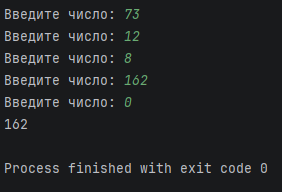 Введите число: 73
Введите число: 12
Введите число: 8
Введите число: 162
Введите число: 0
162
Process finished with exit code 0